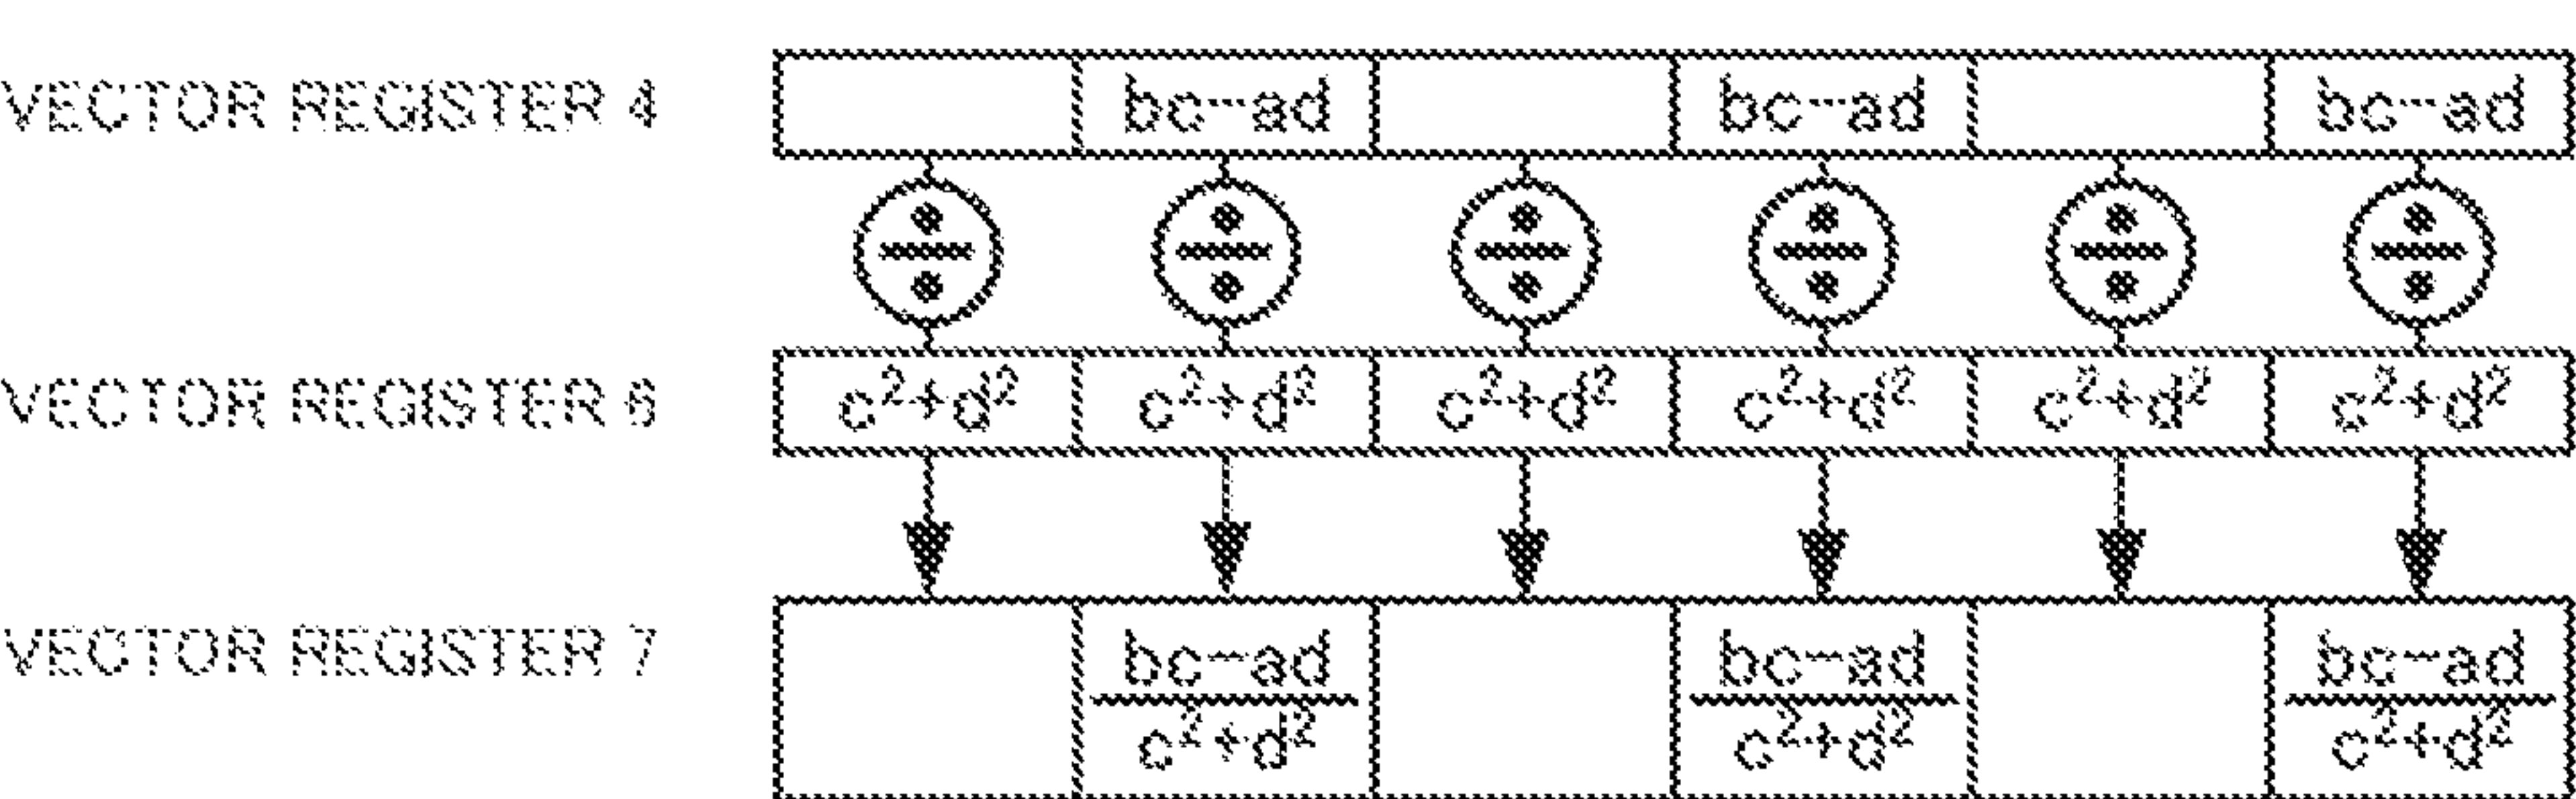 VECTOR REGISTER 4 bc-ad bc-ad bc-ad
÷ ÷ ÷ ÷ ÷ ÷
VECTOR REGISTER 6 c²+d² c²+d² c²+d² c²+d² c²+d² c²+d²
VECTOR REGISTER 7 bc-ad bc-ad bc-ad
c²+d² c²+d² c²+d²